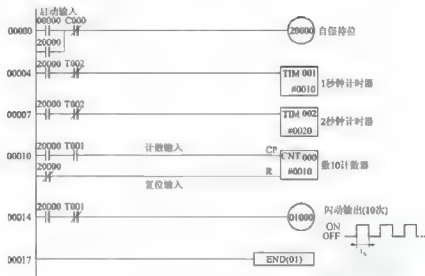 启动输入
00000 00000 C000 20000 自保持位
20000
00004 20000 T002 TIM 001 #0010 1秒钟计时器
00007 20000 T002 TIM 002 #0020 2秒钟计时器
00010 20000 T001 计数输入 CP CNT 000 #0010 数10计数器
20000 复位输入 R
00014 20000 T001 01000 闪动输出(10次)
ON
OFF
00017 END(01)